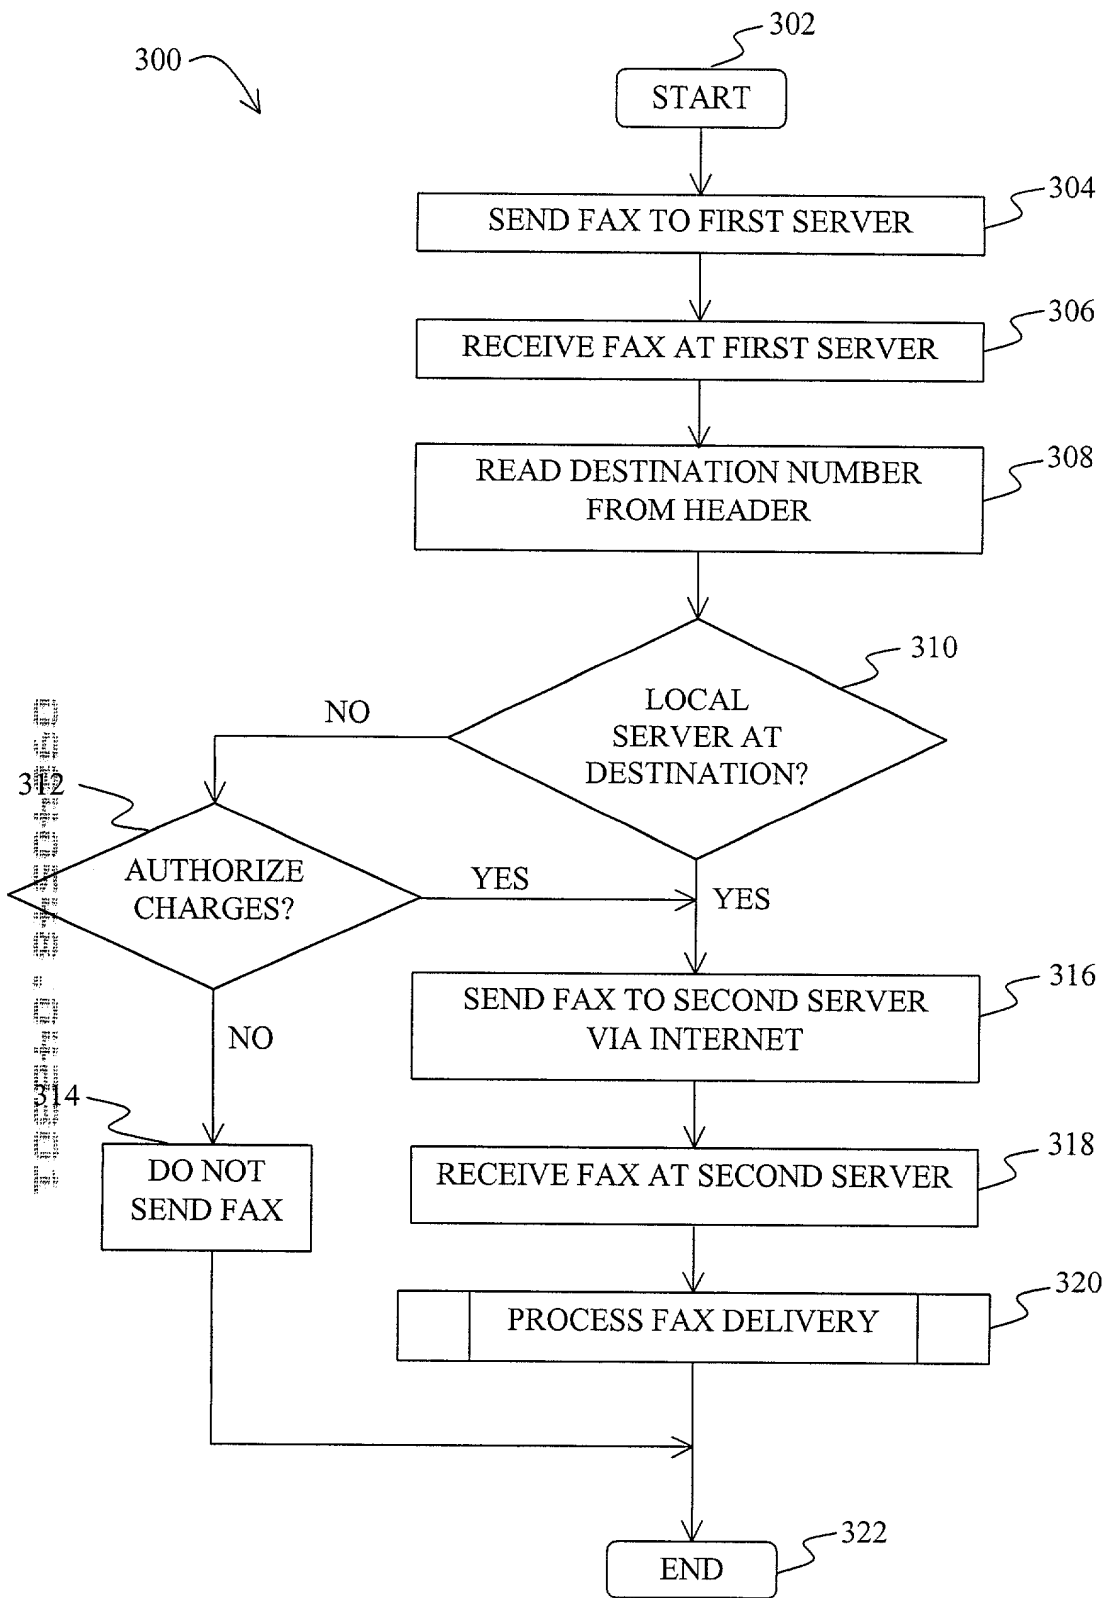 300
302
START
304
SEND FAX TO FIRST SERVER
306
RECEIVE FAX AT FIRST SERVER
308
READ DESTINATION NUMBER
FROM HEADER
310
LOCAL
SERVER AT
DESTINATION?
NO
312
AUTHORIZE
CHARGES?
YES
YES
316
SEND FAX TO SECOND SERVER
VIA INTERNET
NO
314
DO NOT
SEND FAX
318
RECEIVE FAX AT SECOND SERVER
320
PROCESS FAX DELIVERY
322
END